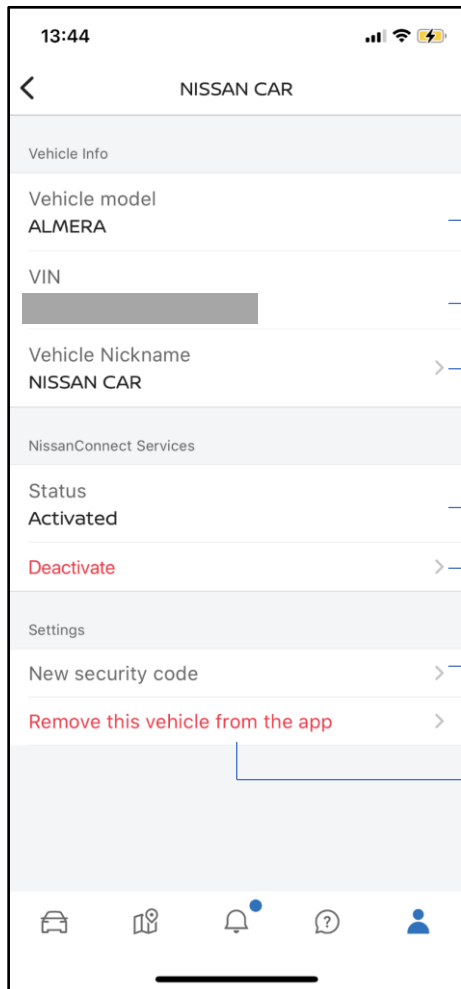 13:44
NISSAN CAR
Vehicle Info
Vehicle model
ALMERA
VIN
Vehicle Nickname
NISSAN CAR
NissanConnect Services
Status
Activated
Deactivate
Settings
New security code
Remove this vehicle from the app